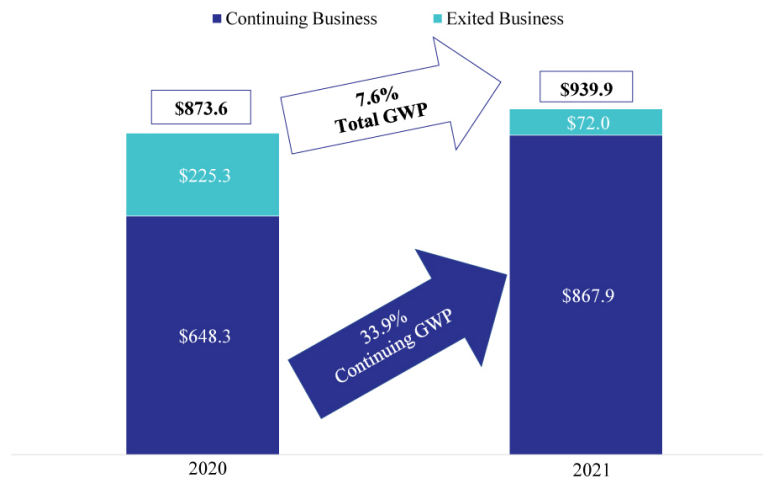 Continuing Business
Exited Business
$873.6
7.6%
Total GWP
$939.9
$225.3
$72.0
$648.3
33.9%
Continuing GWP
$867.9
2020
2021